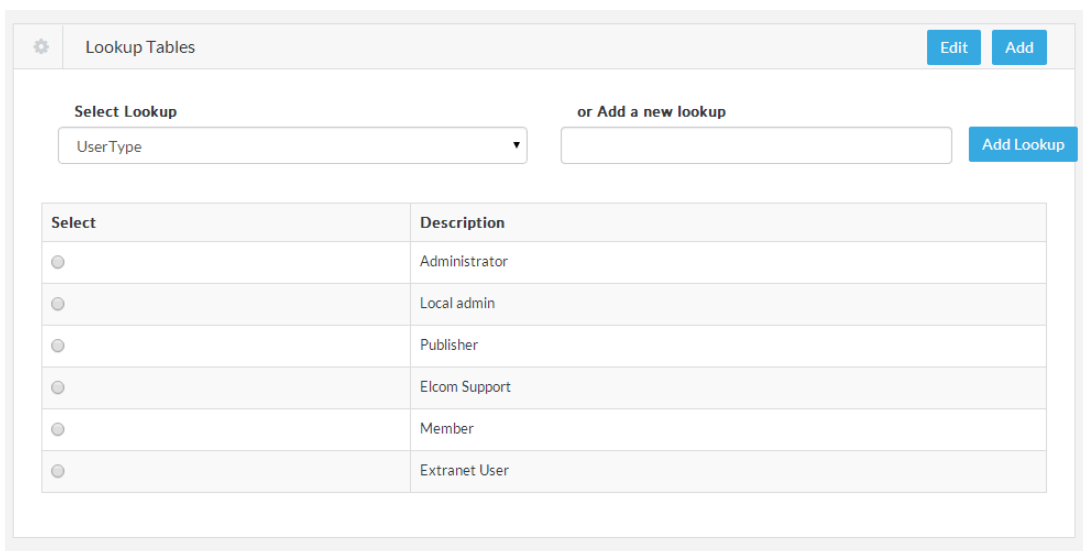 Lookup Tables Edit Add
Select Lookup or Add a new lookup
UserType Add Lookup
Select Description
Administrator
Local admin
Publisher
Elcom Support
Member
Extranet User